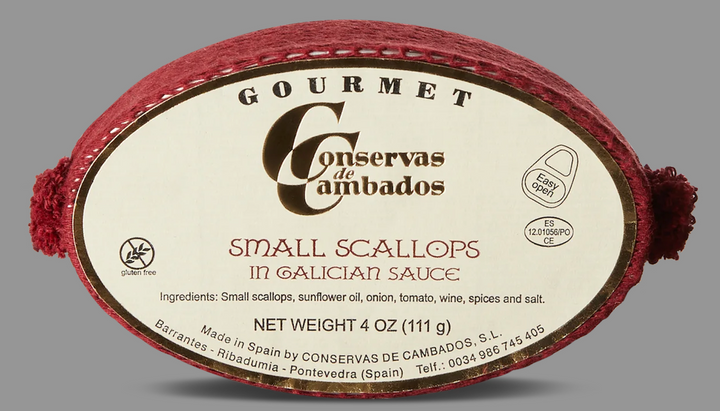 GOURMET
Conservas
de
Cambados
Easy
open
ES
12.01056/PO
CE
gluten free
SMALL SCALLOPS
IN GALICIAN SAUCE
Ingredients: Small scallops, sunflower oil, onion, tomato, wine, spices and salt.
NET WEIGHT 4 OZ (111 g)
Made in Spain by CONSERVAS DE CAMBADOS, S.L.
Barrantes - Ribadumia - Pontevedra (Spain) Telf.: 0034 986 745 405